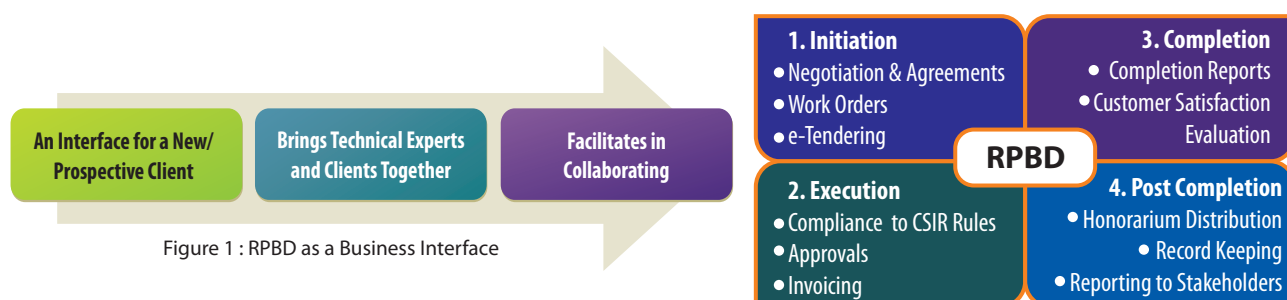 An Interface for a New/
Prospective Client
Brings Technical Experts
and Clients Together
Facilitates in
Collaborating
Figure 1 : RPBD as a Business Interface
1. Initiation
• Negotiation & Agreements
• Work Orders
• e-Tendering
2. Execution
• Compliance to CSIR Rules
• Approvals
• Invoicing
RPBD
3. Completion
• Completion Reports
• Customer Satisfaction
Evaluation
4. Post Completion
• Honorarium Distribution
• Record Keeping
• Reporting to Stakeholders